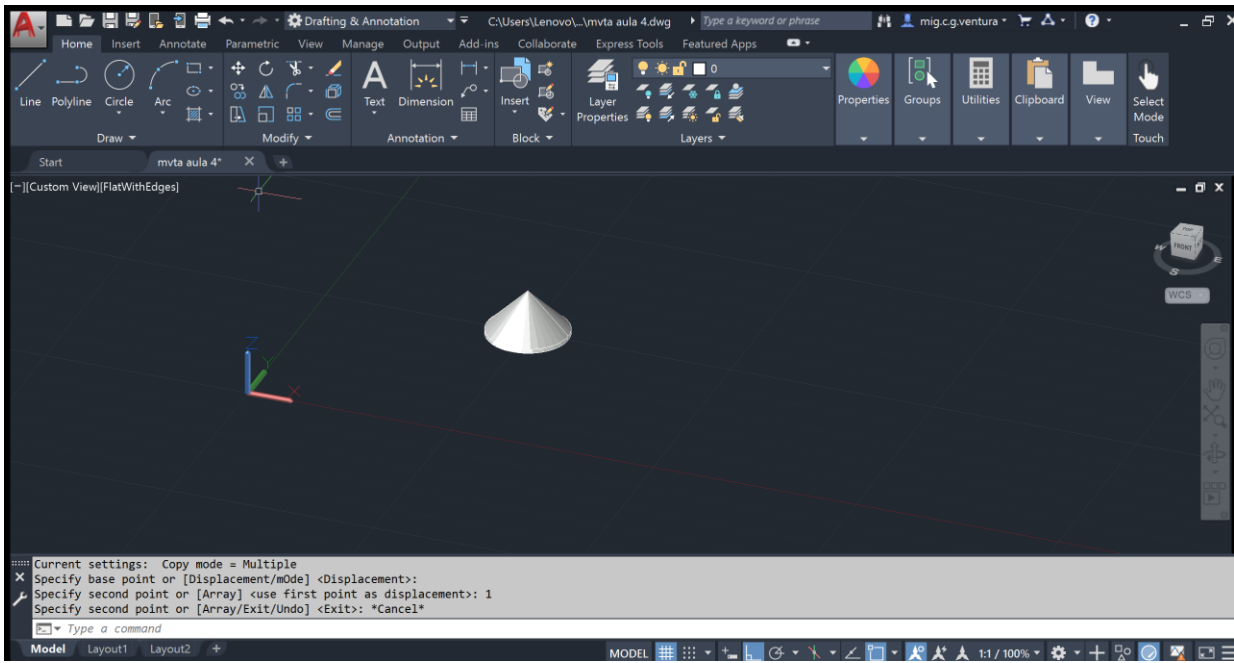 A Drafting & Annotation C:\Users\Lenovo\...\mvta aula 4.dwg Type a keyword or phrase mig.c.g.ventura
Home Insert Annotate Parametric View Manage Output Add-ins Collaborate Express Tools Featured Apps
0
Line Polyline Circle Arc Text Dimension Insert Layer Properties Properties Groups Utilities Clipboard View Select Mode
Draw Modify Annotation Block Layers Touch
Start mvta aula 4* +
[-][Custom View][FlatWithEdges]
TOP
FRONT
W
S
E
WCS
Z
Y
X
Current settings: Copy mode = Multiple
Specify base point or [Displacement/mOde] <Displacement>:
Specify second point or [Array] <use first point as displacement>: 1
Specify second point or [Array/Exit/Undo] <Exit>: *Cancel*
Type a command
Model Layout1 Layout2 + MODEL 1:1 / 100%